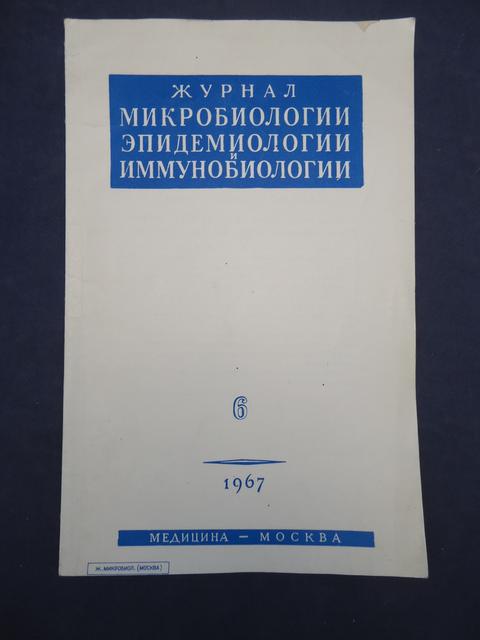 ЖУРНАЛ
МИКРОБИОЛОГИИ
ЭПИДЕМИОЛОГИИ
И
ИММУНОБИОЛОГИИ
6
1967
МЕДИЦИНА — МОСКВА
Ж. МИКРОБИОЛ. (МОСКВА)